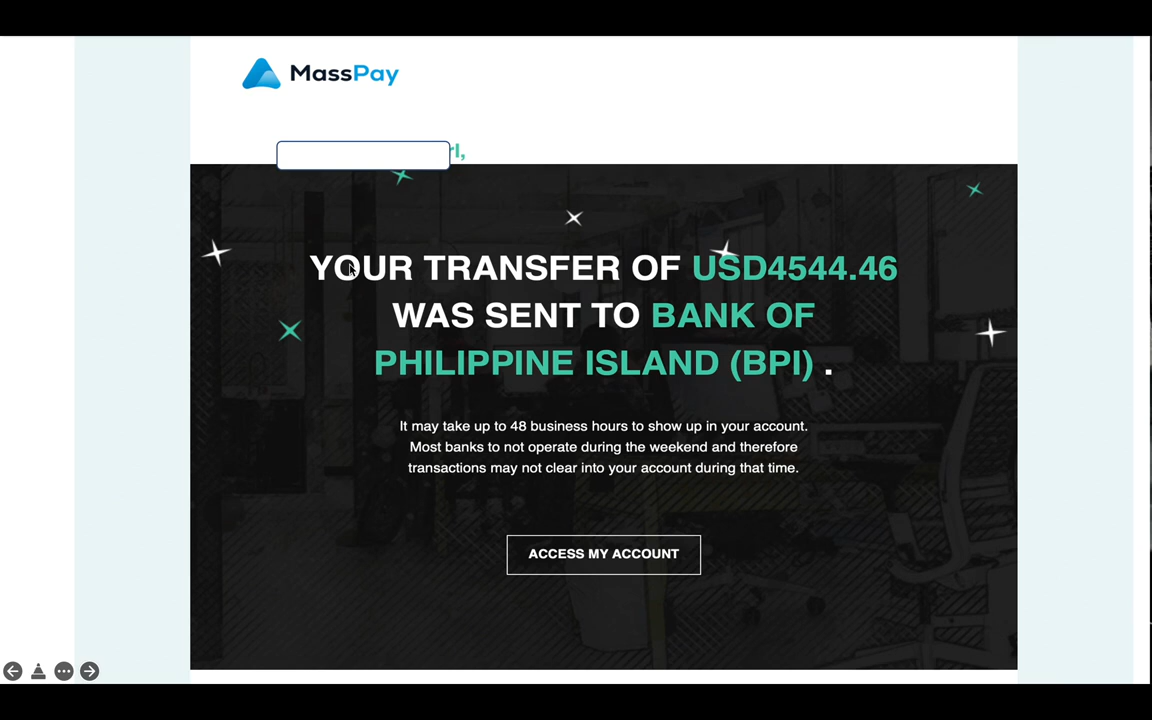 MassPay
rl,
YOUR TRANSFER OF USD4544.46
WAS SENT TO BANK OF
PHILIPPINE ISLAND (BPI) .
It may take up to 48 business hours to show up in your account.
Most banks to not operate during the weekend and therefore
transactions may not clear into your account during that time.
ACCESS MY ACCOUNT